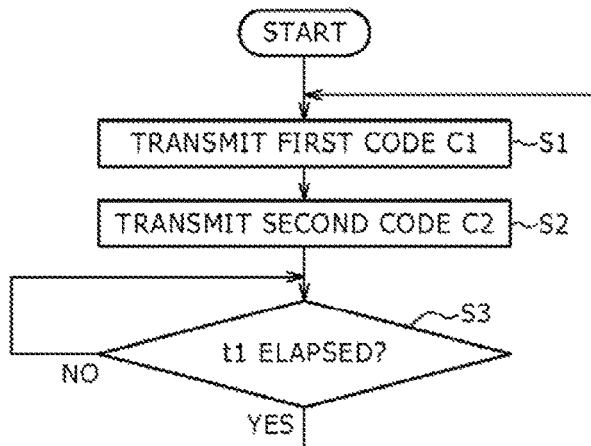 START
TRANSMIT FIRST CODE C1
S1
TRANSMIT SECOND CODE C2
S2
S3
t1 ELAPSED?
NO
YES